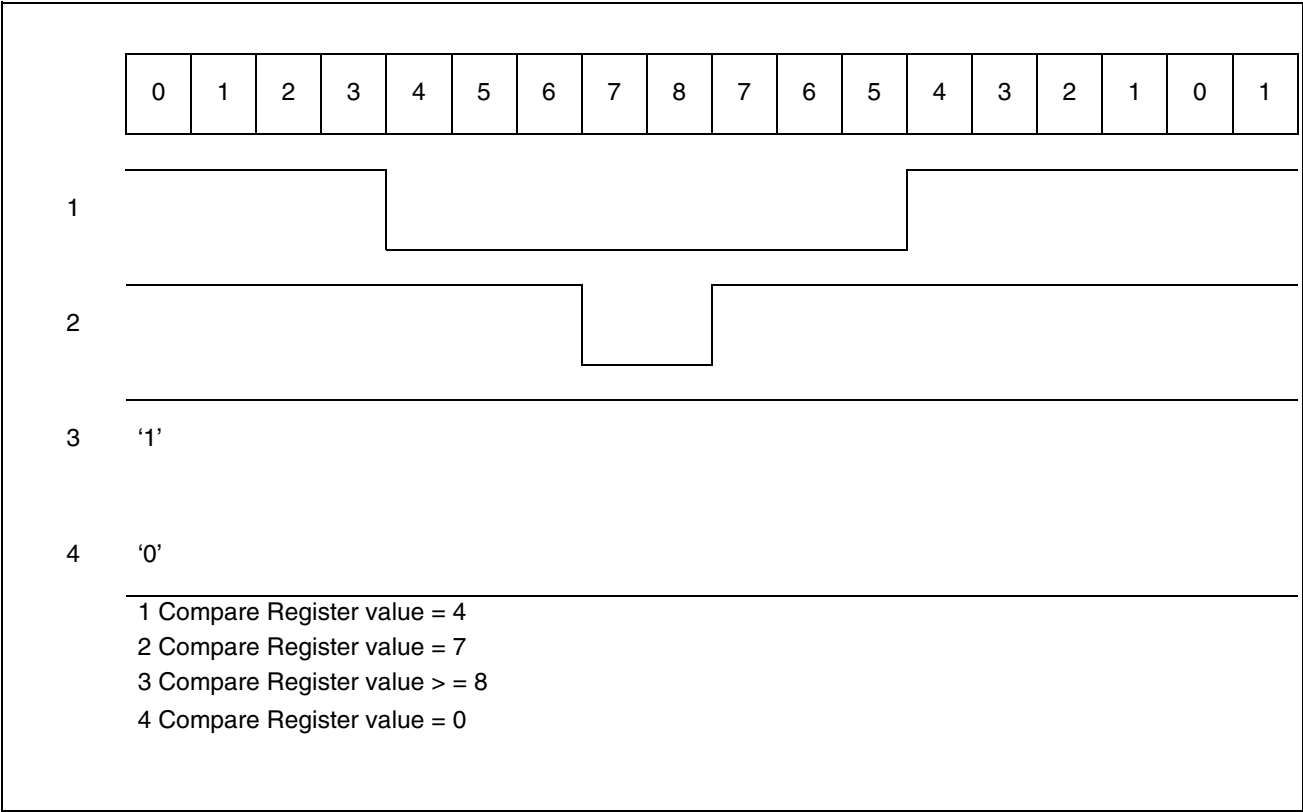 0 1 2 3 4 5 6 7 8 7 6 5 4 3 2 1 0 1
1
2
3 ‘1’
4 ‘0’
1 Compare Register value = 4
2 Compare Register value = 7
3 Compare Register value > = 8
4 Compare Register value = 0